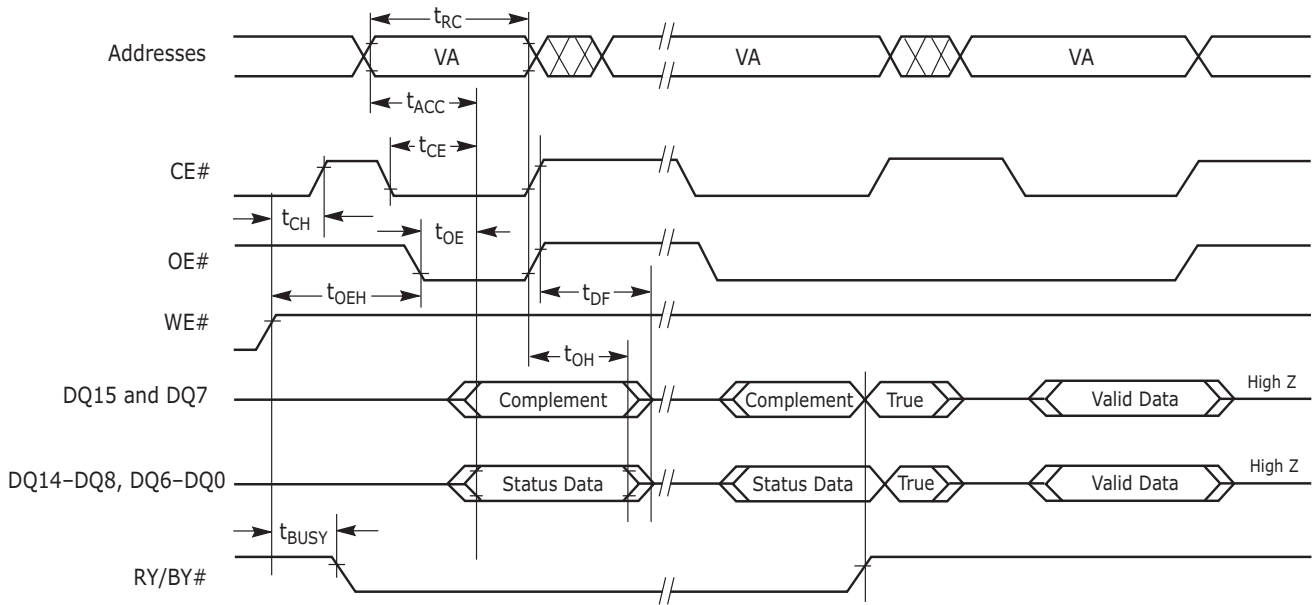 tRC
Addresses VA VA VA
tACC
tCE
CE#
tCH
tOE
OE#
tOEH
tDF
WE#
tOH
DQ15 and DQ7 Complement Complement True Valid Data High Z
DQ14–DQ8, DQ6–DQ0 Status Data Status Data True Valid Data High Z
tBUSY
RY/BY#